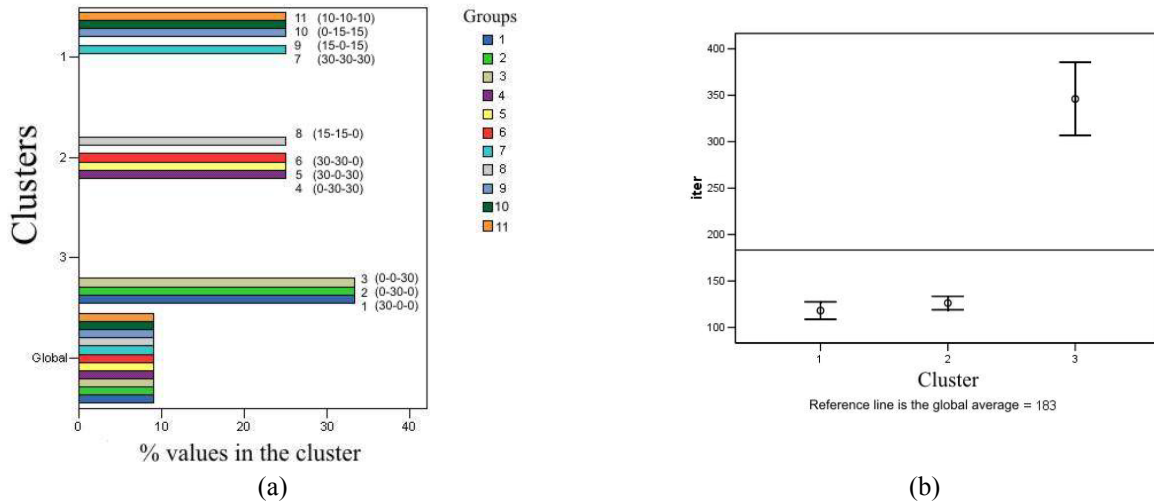 11 (10-10-10)
10 (0-15-15)
9 (15-0-15)
7 (30-30-30)
8 (15-15-0)
6 (30-30-0)
5 (30-0-30)
4 (0-30-30)
3 (0-0-30)
2 (0-30-0)
1 (30-0-0)
Clusters
1
2
3
Global
0 10 20 30 40
% values in the cluster
(a)
Groups
1
2
3
4
5
6
7
8
9
10
11
iter
400
350
300
250
200
150
100
1 2 3
Cluster
Reference line is the global average = 183
(b)